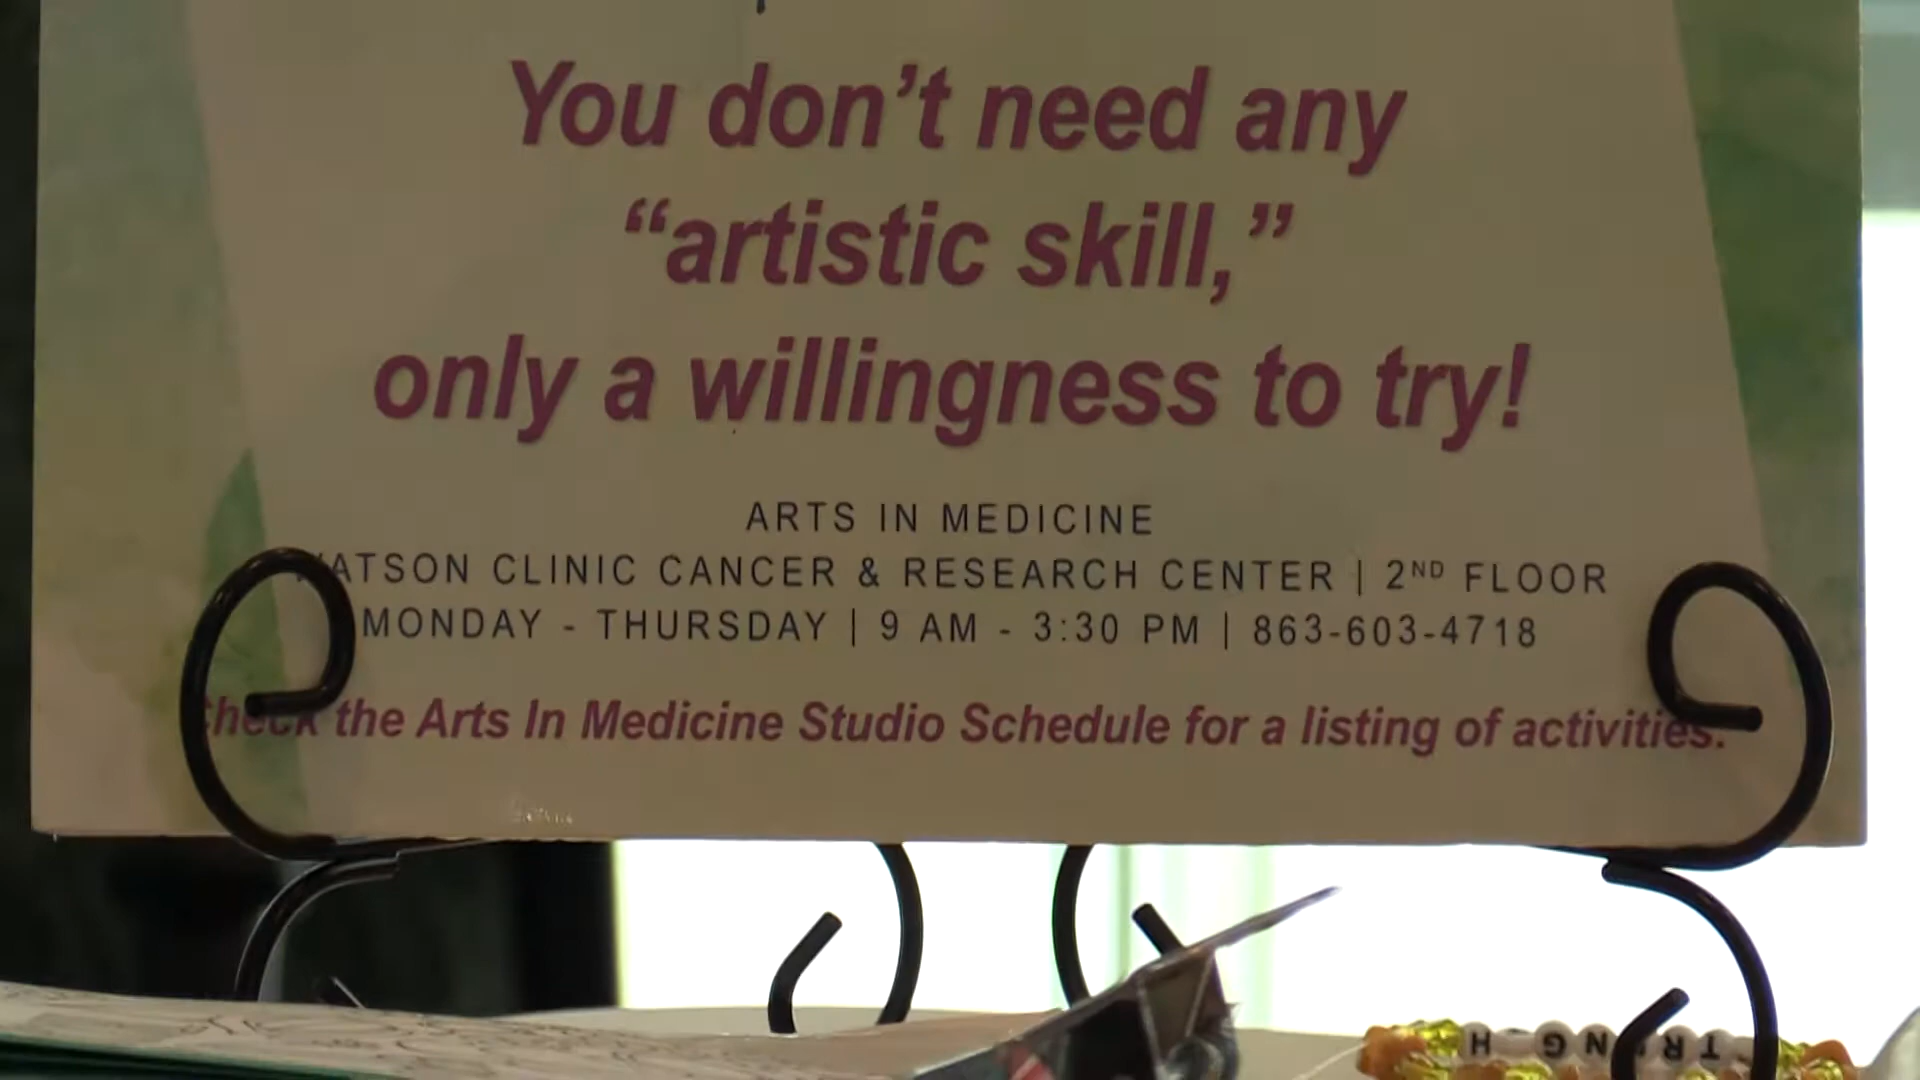 You don't need any
“artistic skill,”
only a willingness to try!
ARTS IN MEDICINE
WATSON CLINIC CANCER & RESEARCH CENTER | 2ND FLOOR
MONDAY - THURSDAY | 9 AM - 3:30 PM | 863-603-4718
Check the Arts In Medicine Studio Schedule for a listing of activities.